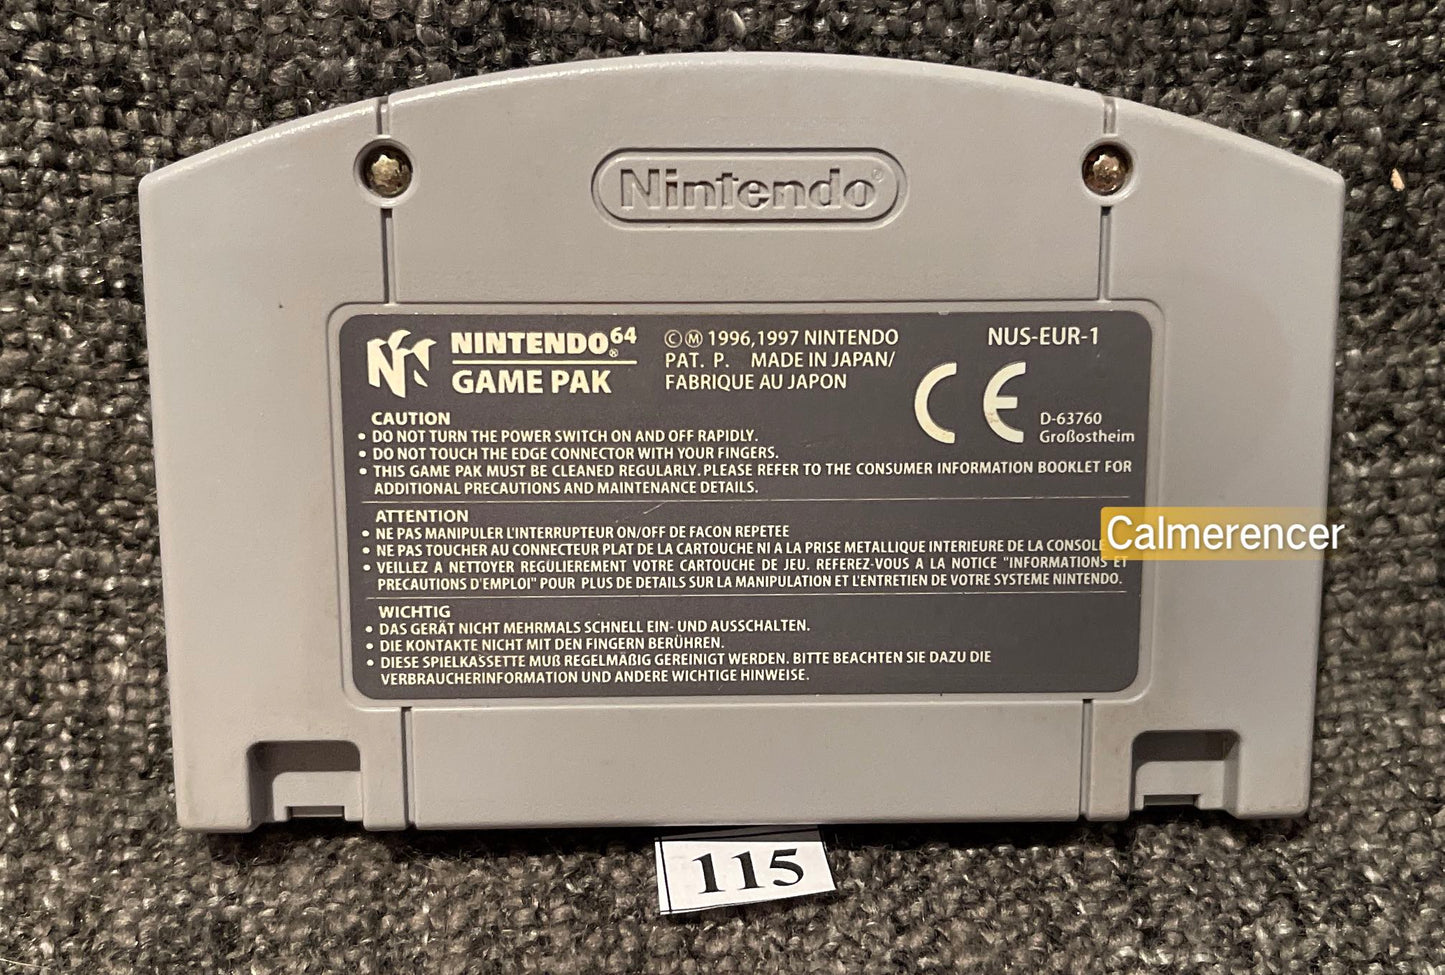 Nintendo®
NINTENDO64®
GAME PAK
ⒸⓂ 1996,1997 NINTENDO
PAT. P. MADE IN JAPAN/
FABRIQUE AU JAPON
NUS-EUR-1
CE
D-63760
Großostheim
CAUTION
• DO NOT TURN THE POWER SWITCH ON AND OFF RAPIDLY.
• DO NOT TOUCH THE EDGE CONNECTOR WITH YOUR FINGERS.
• THIS GAME PAK MUST BE CLEANED REGULARLY. PLEASE REFER TO THE CONSUMER INFORMATION BOOKLET FOR
ADDITIONAL PRECAUTIONS AND MAINTENANCE DETAILS.
ATTENTION
• NE PAS MANIPULER L'INTERRUPTEUR ON/OFF DE FACON REPETEE
• NE PAS TOUCHER AU CONNECTEUR PLAT DE LA CARTOUCHE NI A LA PRISE METALLIQUE INTERIEURE DE LA CONSOLE
• VEILLEZ A NETTOYER REGULIEREMENT VOTRE CARTOUCHE DE JEU. REFEREZ-VOUS A LA NOTICE "INFORMATIONS ET
PRECAUTIONS D'EMPLOI" POUR PLUS DE DETAILS SUR LA MANIPULATION ET L'ENTRETIEN DE VOTRE SYSTEME NINTENDO.
Calmerencer
WICHTIG
• DAS GERÄT NICHT MEHRMALS SCHNELL EIN- UND AUSSCHALTEN.
• DIE KONTAKTE NICHT MIT DEN FINGERN BERÜHREN.
• DIESE SPIELKASSETTE MUß REGELMÄßIG GEREINIGT WERDEN. BITTE BEACHTEN SIE DAZU DIE
VERBRAUCHERINFORMATION UND ANDERE WICHTIGE HINWEISE.
115